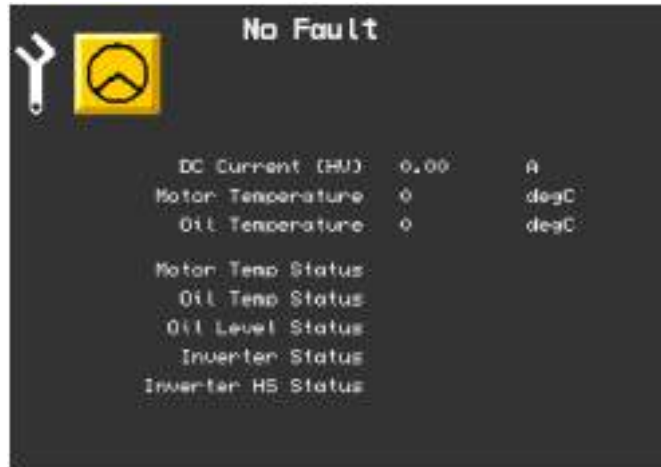 No Fault
DC Current (HV) 0.00 A
Motor Temperature 0 degC
Oil Temperature 0 degC
Motor Temp Status
Oil Temp Status
Oil Level Status
Inverter Status
Inverter HS Status